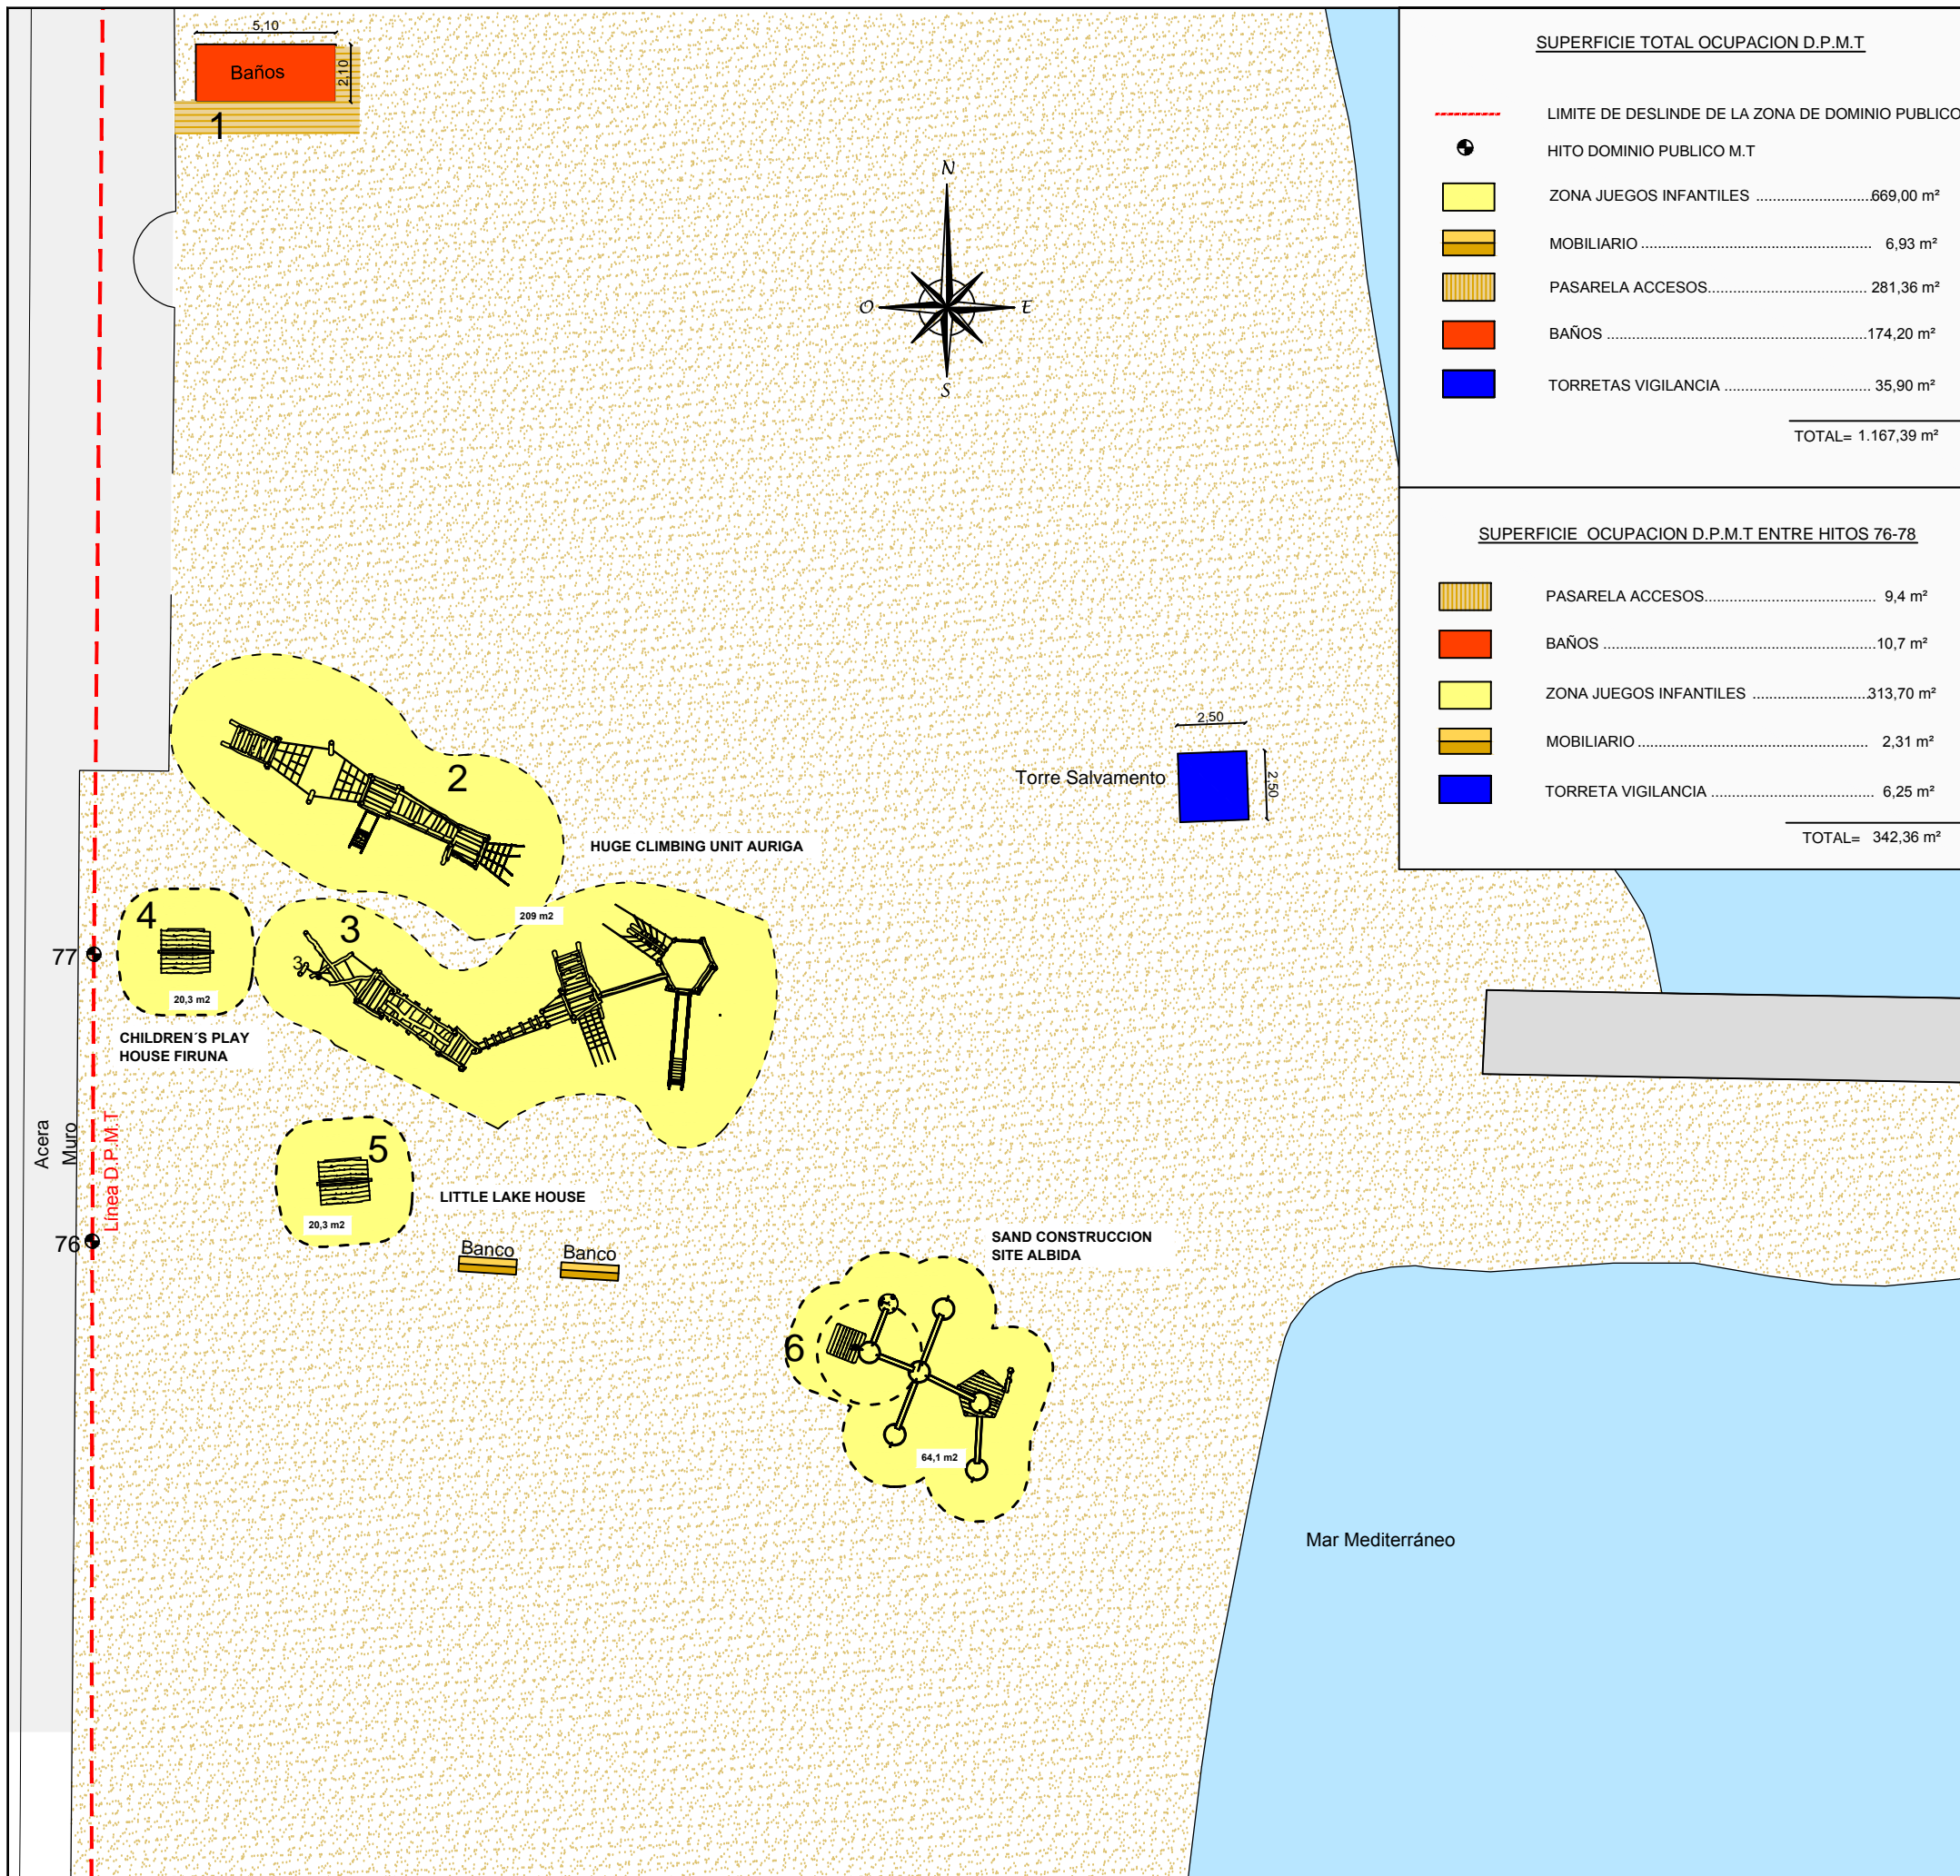 5,10
Baños
2,10
1
N
O
E
S
SUPERFICIE TOTAL OCUPACION D.P.M.T
LIMITE DE DESLINDE DE LA ZONA DE DOMINIO PUBLICO
HITO DOMINIO PUBLICO M.T
ZONA JUEGOS INFANTILES ...........................669,00 m²
MOBILIARIO ...................................................... 6,93 m²
PASARELA ACCESOS..................................... 281,36 m²
BAÑOS .............................................................174,20 m²
TORRETAS VIGILANCIA .................................. 35,90 m²
TOTAL= 1.167,39 m²
SUPERFICIE OCUPACION D.P.M.T ENTRE HITOS 76-78
PASARELA ACCESOS........................................ 9,4 m²
BAÑOS ................................................................10,7 m²
ZONA JUEGOS INFANTILES ...........................313,70 m²
MOBILIARIO ...................................................... 2,31 m²
TORRETA VIGILANCIA ...................................... 6,25 m²
TOTAL= 342,36 m²
2
2,50
Torre Salvamento
2,50
HUGE CLIMBING UNIT AURIGA
209 m2
4
3
3
77
20,3 m2
CHILDREN´S PLAY
HOUSE FIRUNA
Acera
Muro
Línea D.P.M.T
5
LITTLE LAKE HOUSE
20,3 m2
76
Banco
Banco
SAND CONSTRUCCION
SITE ALBIDA
6
64,1 m2
Mar Mediterráneo